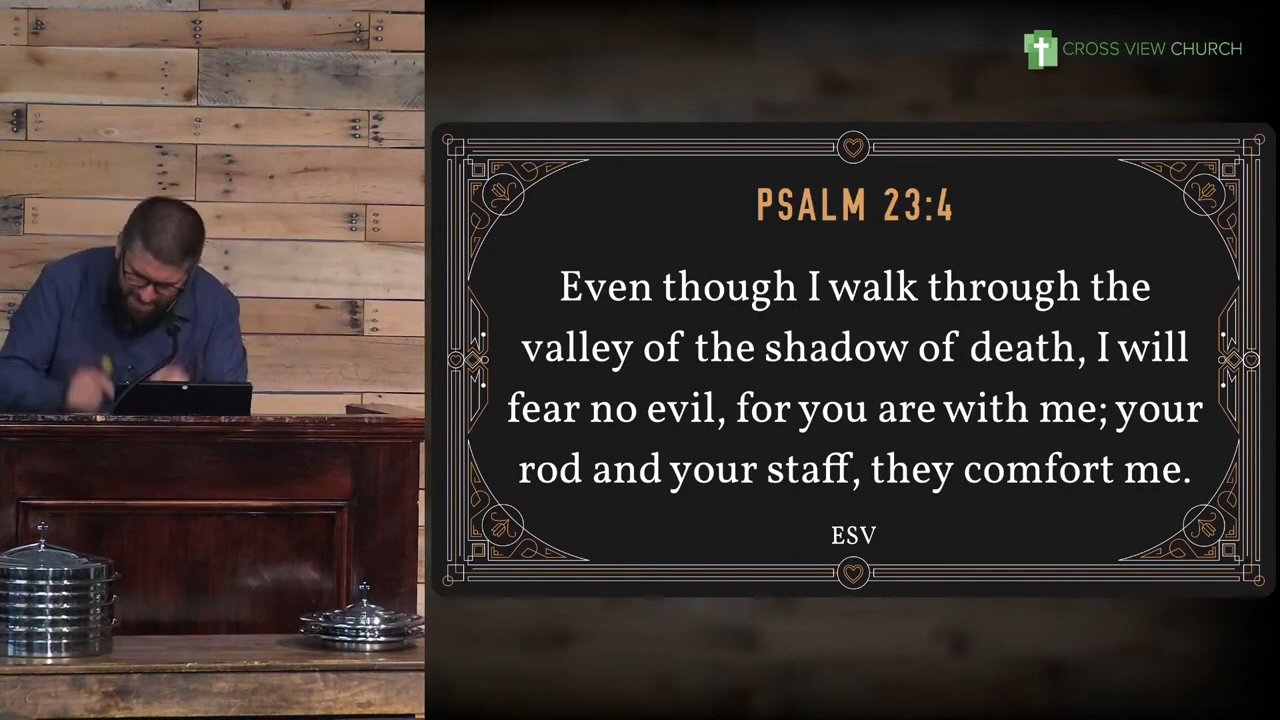 CROSS VIEW CHURCH
PSALM 23:4
Even though I walk through the
valley of the shadow of death, I will
fear no evil, for you are with me; your
rod and your staff, they comfort me.
ESV